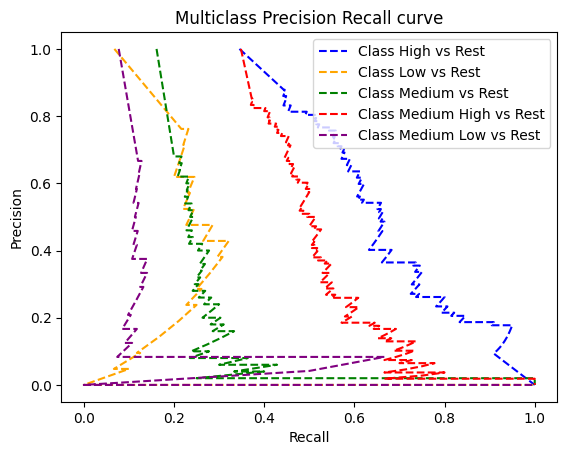 Multiclass Precision Recall curve
Class High vs Rest
Class Low vs Rest
Class Medium vs Rest
Class Medium High vs Rest
Class Medium Low vs Rest
Precision
1.0
0.8
0.6
0.4
0.2
0.0
0.0 0.2 0.4 0.6 0.8 1.0
Recall